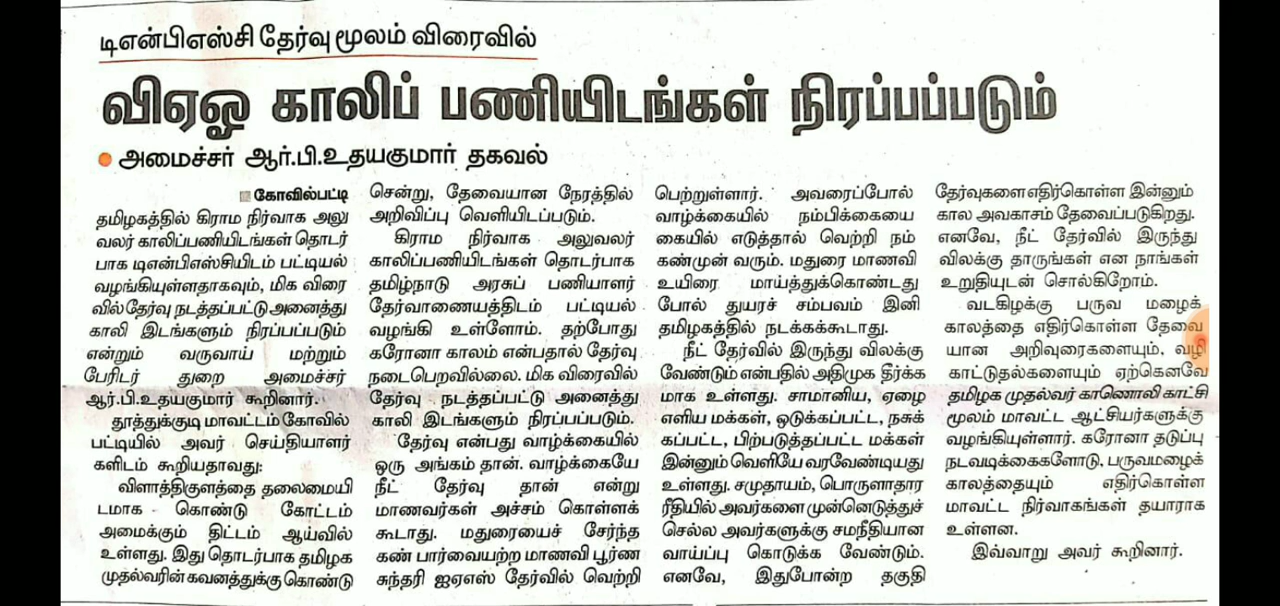 டிஎன்பிஎஸ்சி தேர்வு மூலம் விரைவில்
விஏஓ காலிப் பணியிடங்கள் நிரப்பப்படும்
அமைச்சர் ஆர்.பி.உதயகுமார் தகவல்
கோவில்பட்டி
தமிழகத்தில் கிராம நிர்வாக அலு
வலர் காலிப்பணியிடங்கள் தொடர்
பாக டிஎன்பிஎஸ்சியிடம் பட்டியல்
வழங்கியுள்ளதாகவும், மிக விரை
வில் தேர்வு நடத்தப்பட்டு அனைத்து
காலி இடங்களும் நிரப்பப்படும்
என்றும் வருவாய் மற்றும்
பேரிடர் துறை அமைச்சர்
ஆர்.பி.உதயகுமார் கூறினார்.
தூத்துக்குடி மாவட்டம் கோவில்
பட்டியில் அவர் செய்தியாளர்
களிடம் கூறியதாவது:
விளாத்திகுளத்தை தலைமையி
டமாக கொண்டு கோட்டம்
அமைக்கும் திட்டம் ஆய்வில்
உள்ளது. இது தொடர்பாக தமிழக
முதல்வரின் கவனத்துக்கு கொண்டு
சென்று, தேவையான நேரத்தில்
அறிவிப்பு வெளியிடப்படும்.
கிராம நிர்வாக அலுவலர்
காலிப்பணியிடங்கள் தொடர்பாக
தமிழ்நாடு அரசுப் பணியாளர்
தேர்வாணையத்திடம் பட்டியல்
வழங்கி உள்ளோம். தற்போது
கரோனா காலம் என்பதால் தேர்வு
நடைபெறவில்லை. மிக விரைவில்
தேர்வு நடத்தப்பட்டு அனைத்து
காலி இடங்களும் நிரப்பப்படும்.
தேர்வு என்பது வாழ்க்கையில்
ஒரு அங்கம் தான். வாழ்க்கையே
நீட் தேர்வு தான் என்று
மாணவர்கள் அச்சம் கொள்ளக்
கூடாது. மதுரையைச் சேர்ந்த
கண் பார்வையற்ற மாணவி பூர்ண
சுந்தரி ஐஏஎஸ் தேர்வில் வெற்றி
பெற்றுள்ளார். அவரைப்போல்
வாழ்க்கையில் நம்பிக்கையை
கையில் எடுத்தால் வெற்றி நம்
கண்முன் வரும். மதுரை மாணவி
உயிரை மாய்த்துக்கொண்டது
போல் துயரச் சம்பவம் இனி
தமிழகத்தில் நடக்கக்கூடாது.
நீட் தேர்வில் இருந்து விலக்கு
வேண்டும் என்பதில் அதிமுக தீர்க்க
மாக உள்ளது. சாமானிய, ஏழை
எளிய மக்கள், ஒடுக்கப்பட்ட, நசுக்
கப்பட்ட, பிற்படுத்தப்பட்ட மக்கள்
இன்னும் வெளியே வரவேண்டியது
உள்ளது. சமுதாயம், பொருளாதார
ரீதியில் அவர்களை முன்னெடுத்துச்
செல்ல அவர்களுக்கு சமநீதியான
வாய்ப்பு கொடுக்க வேண்டும்.
எனவே, இதுபோன்ற தகுதி
தேர்வுகளை எதிர்கொள்ள இன்னும்
கால அவகாசம் தேவைப்படுகிறது.
எனவே, நீட் தேர்வில் இருந்து
விலக்கு தாருங்கள் என நாங்கள்
உறுதியுடன் சொல்கிறோம்.
வடகிழக்கு பருவ மழைக்
காலத்தை எதிர்கொள்ள தேவை
யான அறிவுரைகளையும், வழி
காட்டுதல்களையும் ஏற்கெனவே
தமிழக முதல்வர் காணொலி காட்சி
மூலம் மாவட்ட ஆட்சியர்களுக்கு
வழங்கியுள்ளார். கரோனா தடுப்பு
நடவடிக்கைகளோடு, பருவமழைக்
காலத்தையும் எதிர்கொள்ள
மாவட்ட நிர்வாகங்கள் தயாராக
உள்ளன.
இவ்வாறு அவர் கூறினார்.